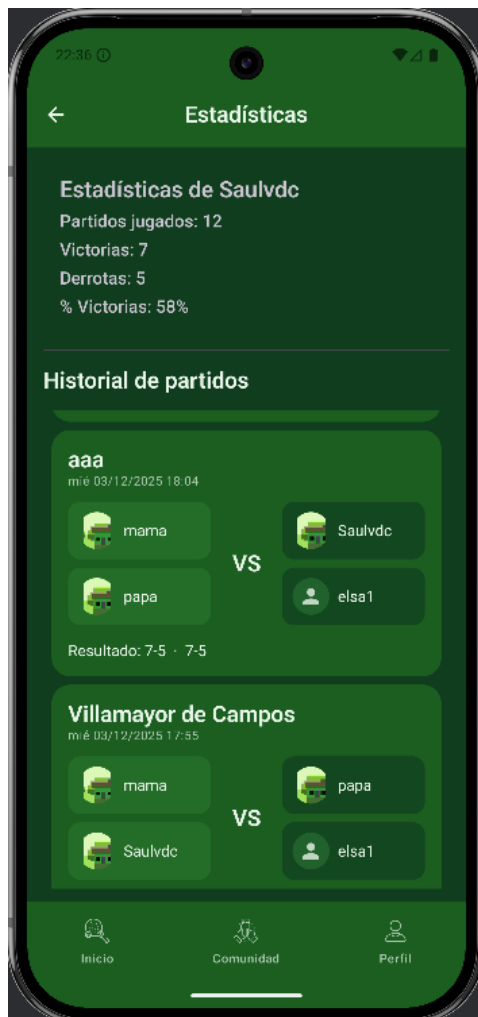 22:36
Estadísticas
Estadísticas de Saulvdc
Partidos jugados: 12
Victorias: 7
Derrotas: 5
% Victorias: 58%
Historial de partidos
aaa
mié 03/12/2025 18:04
mama
Saulvdc
VS
papa
elsa1
Resultado: 7-5 · 7-5
Villamayor de Campos
mié 03/12/2025 17:55
mama
papa
VS
Saulvdc
elsa1
Inicio
Comunidad
Perfil